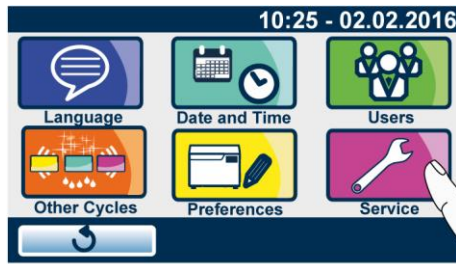 10:25 - 02.02.2016
Language
Date and Time
Users
Other Cycles
Preferences
Service